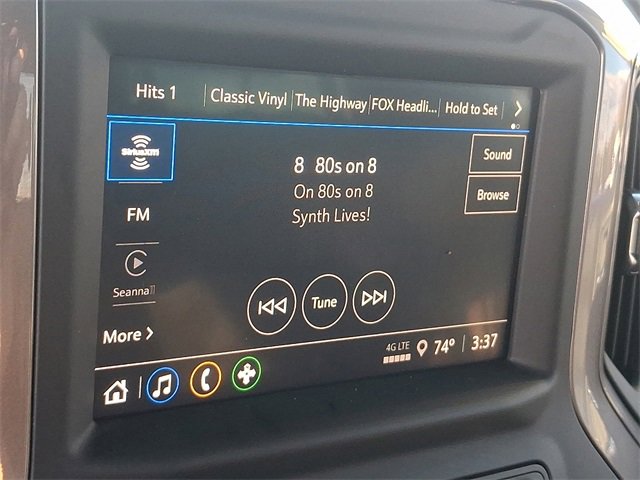 Hits 1
Classic Vinyl
The Highway
FOX Headli...
Hold to Set
SiriusXM
8 80s on 8
On 80s on 8
Synth Lives!
Sound
Browse
FM
Tune
More
4G LTE
74°
3:37